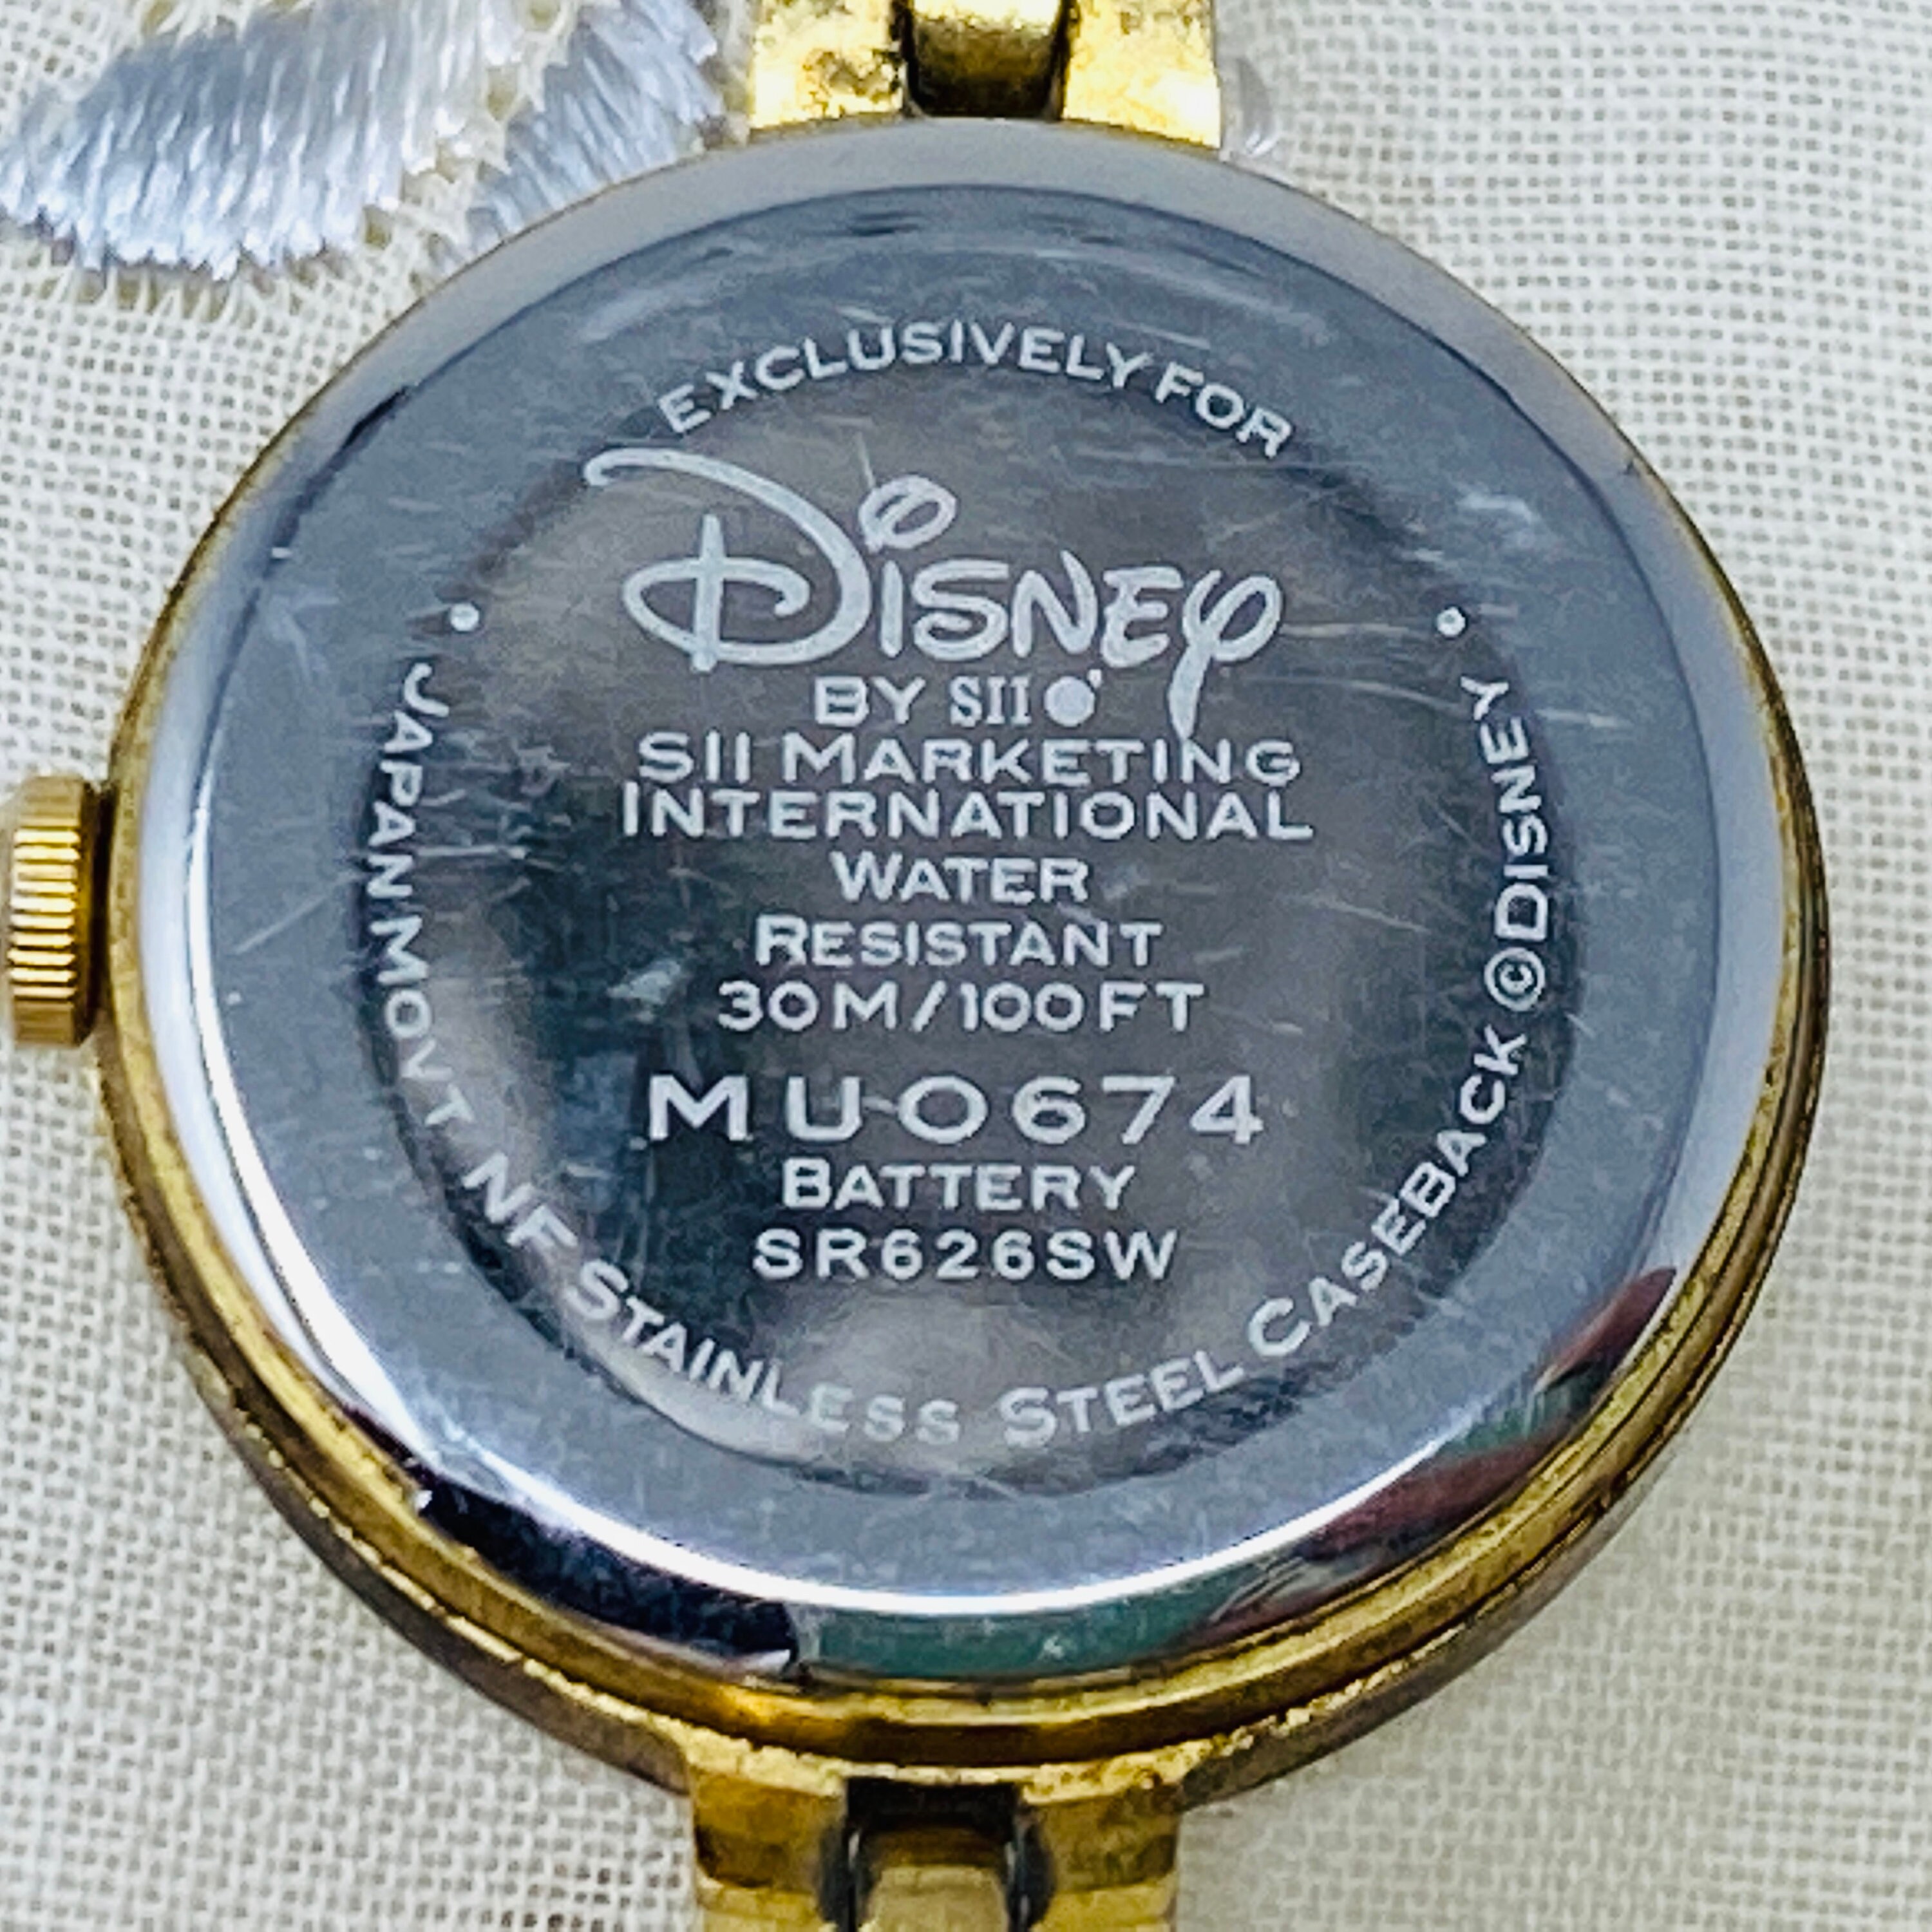 EXCLUSIVELY FOR
DISNEY
BY SII
SII MARKETING
INTERNATIONAL
WATER
RESISTANT
30M/100FT
MU0674
BATTERY
SR626SW
• JAPAN MOVT NF STAINLESS STEEL CASEBACK ©DISNEY •